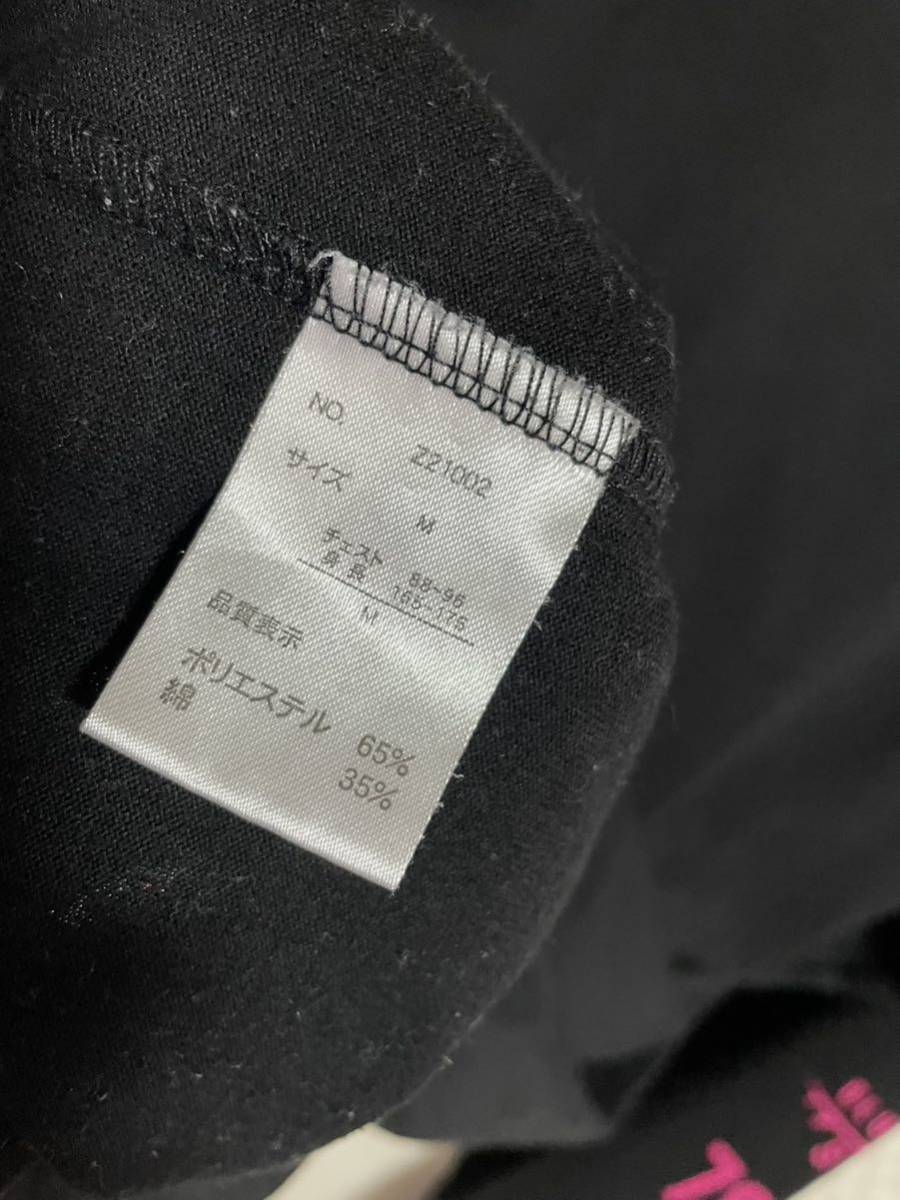 NO. Z21002
サイズ M
チェスト 88-96
身長 165-175
M
品質表示
ポリエステル 65%
綿 35%